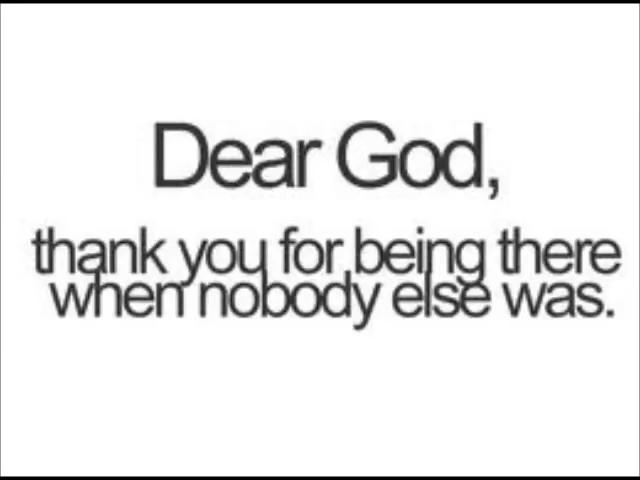 Dear God,
thank you for being there
when nobody else was.